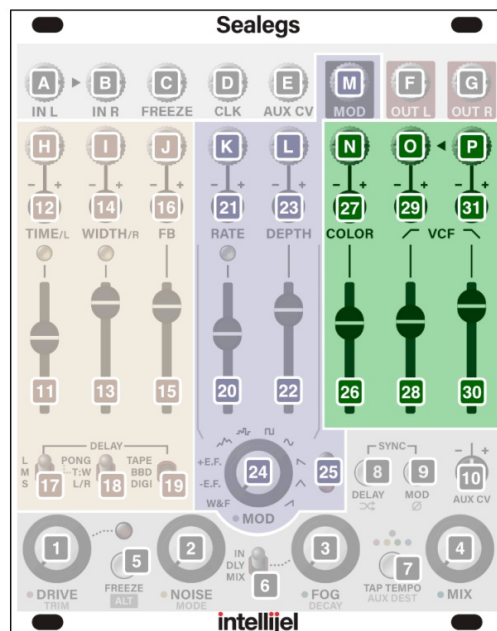 Sealegs
A B C D E M F G
IN L IN R FREEZE CLK AUX CV MOD OUT L OUT R
H I J K L N O P
- + - + - + - + - + - + - + - +
12 14 16 21 23 27 29 31
TIME/L WIDTH/R FB RATE DEPTH COLOR VCF
11 13 15 20 22 26 28 30
DELAY
L PONG TAPE
M T:W BBD
S L/R DIGI
17 18 19
+E.F.
-E.F.
W&F
24 25
MOD
SYNC
8 9 10
DELAY MOD Ø AUX CV
- +
1 5 2 6 3 7 4
IN
DLY
MIX
DRIVE FREEZE NOISE FOG TAP TEMPO MIX
TRIM ALT MODE DECAY AUX DEST
intellijel